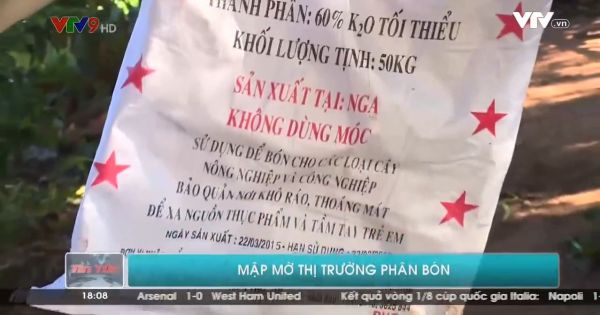 VTV9 HD
VTV.vn
THÀNH PHẦN: 60% K₂O TỐI THIỂU
KHỐI LƯỢNG TỊNH: 50KG
SẢN XUẤT TẠI: NGA
KHÔNG DÙNG MÓC
SỬ DỤNG ĐỂ BÓN CHO CÁC LOẠI CÂY
NÔNG NGHIỆP VÀ CÔNG NGHIỆP
BẢO QUẢN NƠI KHÔ RÁO, THOÁNG MÁT
ĐỂ XA NGUỒN THỰC PHẨM VÀ TẦM TAY TRẺ EM
NGÀY SẢN XUẤT: 22/03/2015 - HẠN SỬ DỤNG
TIN TỨC
MẬP MỜ THỊ TRƯỜNG PHÂN BÓN
18:08 Arsenal 1-0 West Ham United Kết quả vòng 1/8 cúp quốc gia Italia: Napoli 1